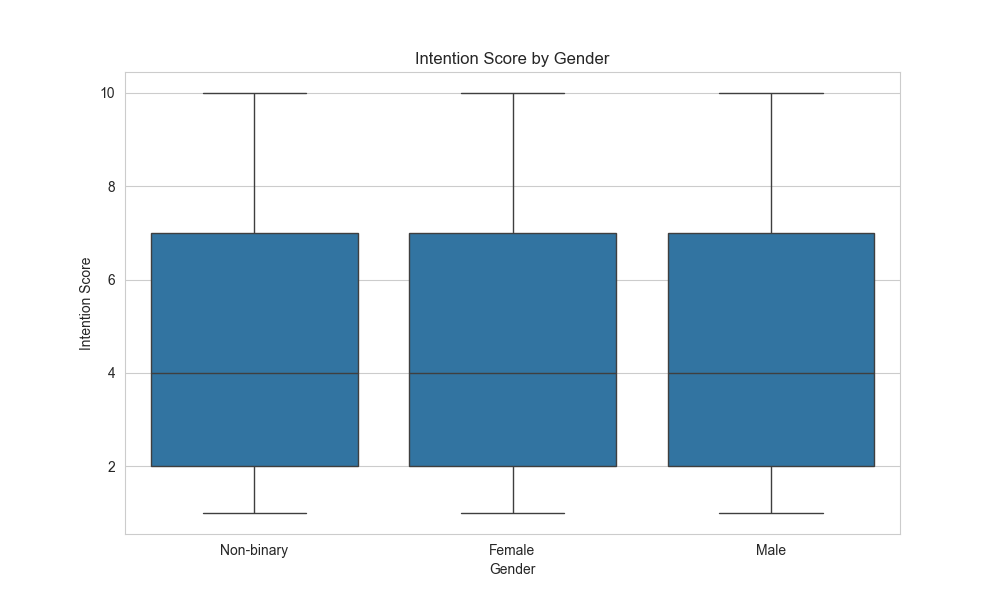 Intention Score by Gender
10
8
6
4
2
Intention Score
Non-binary Female Male
Gender